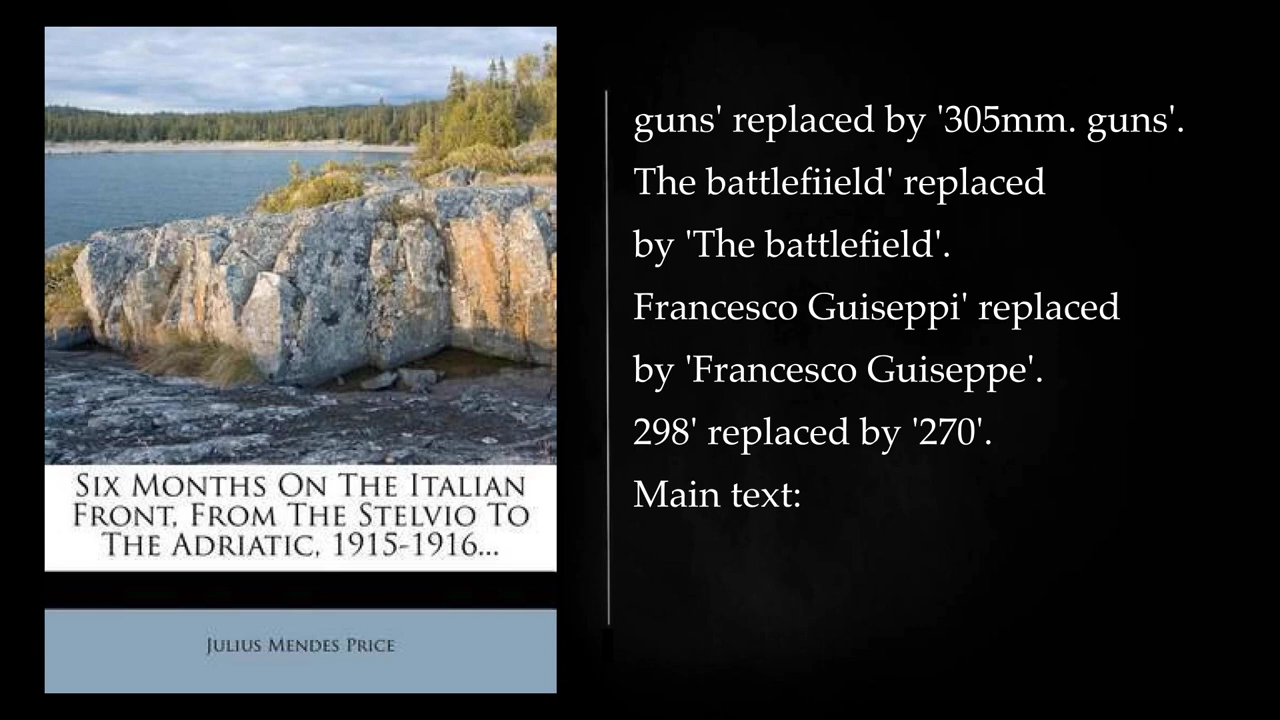 guns' replaced by '305mm. guns'.
The battlefiield' replaced
by 'The battlefield'.
Francesco Guiseppi' replaced
by 'Francesco Guiseppe'.
298' replaced by '270'.
Main text:
Six Months On The Italian
Front, From The Stelvio To
The Adriatic, 1915-1916...
Julius Mendes Price